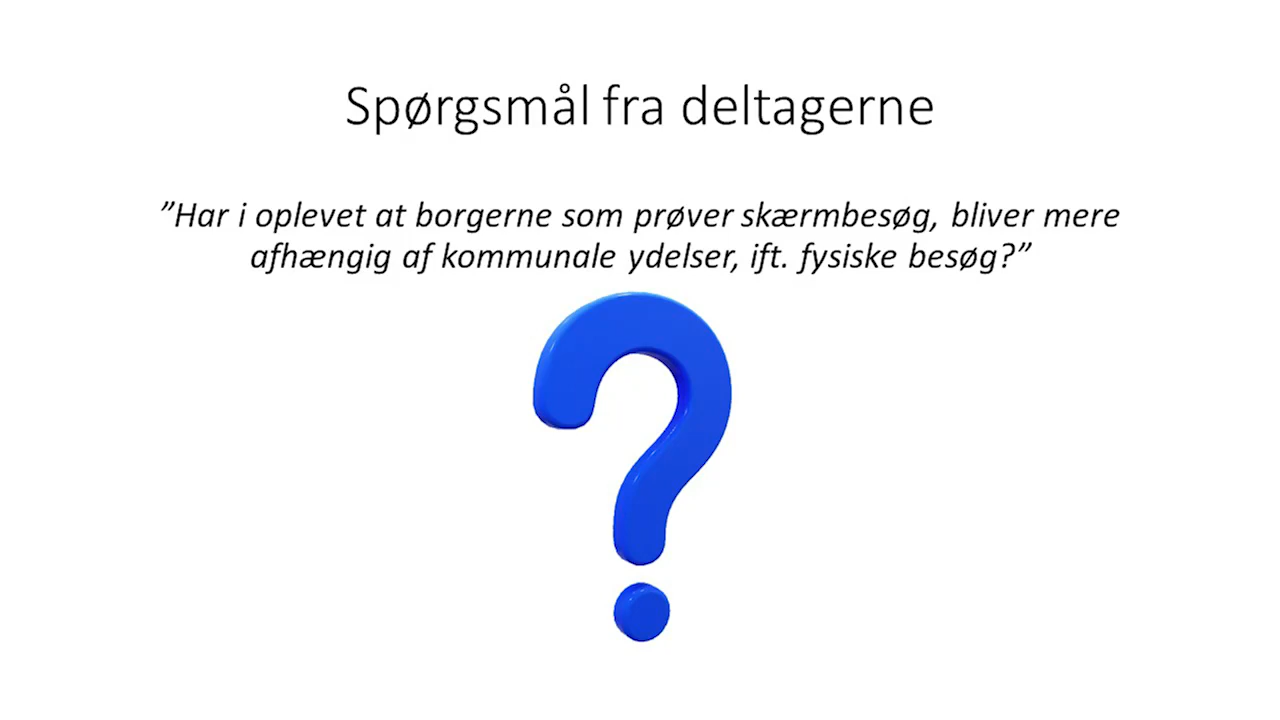 Spørgsmål fra deltagerne
”Har i oplevet at borgerne som prøver skærmbesøg, bliver mere
afhængig af kommunale ydelser, ift. fysiske besøg?”